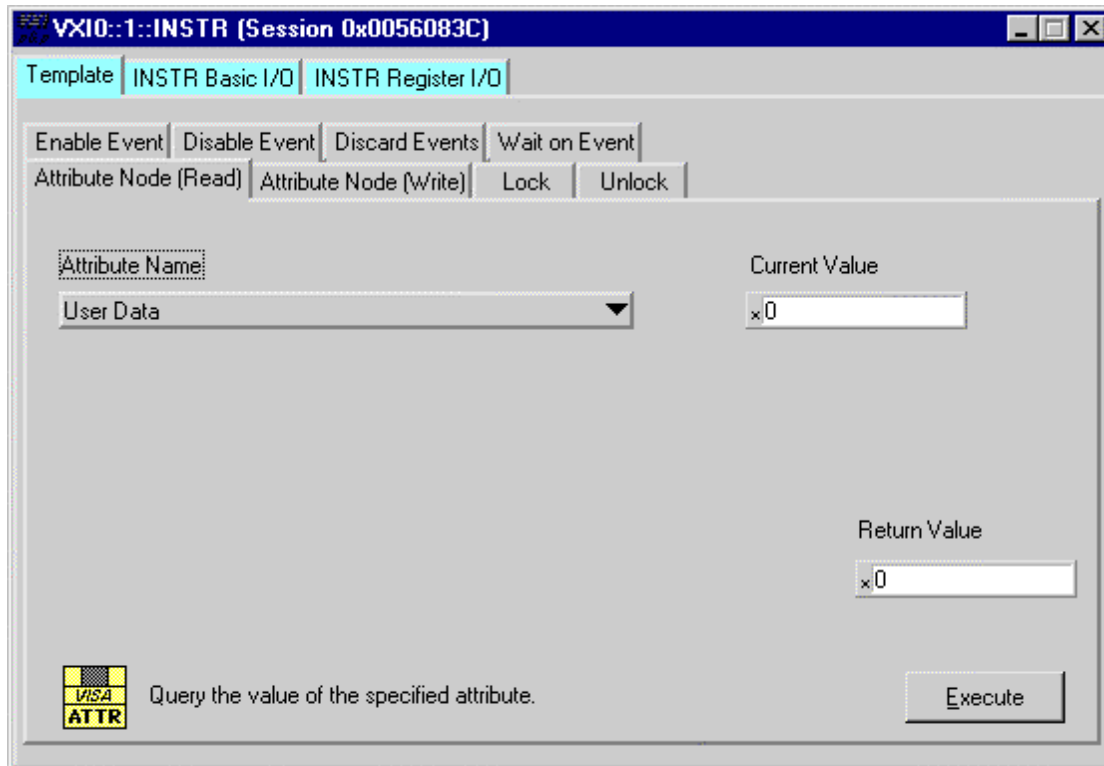 VXI0::1::INSTR (Session 0x0056083C)
Template INSTR Basic I/O INSTR Register I/O
Enable Event Disable Event Discard Events Wait on Event
Attribute Node (Read) Attribute Node (Write) Lock Unlock
Attribute Name Current Value
User Data x0
Return Value
x0
VISA
ATTR
Query the value of the specified attribute.
Execute